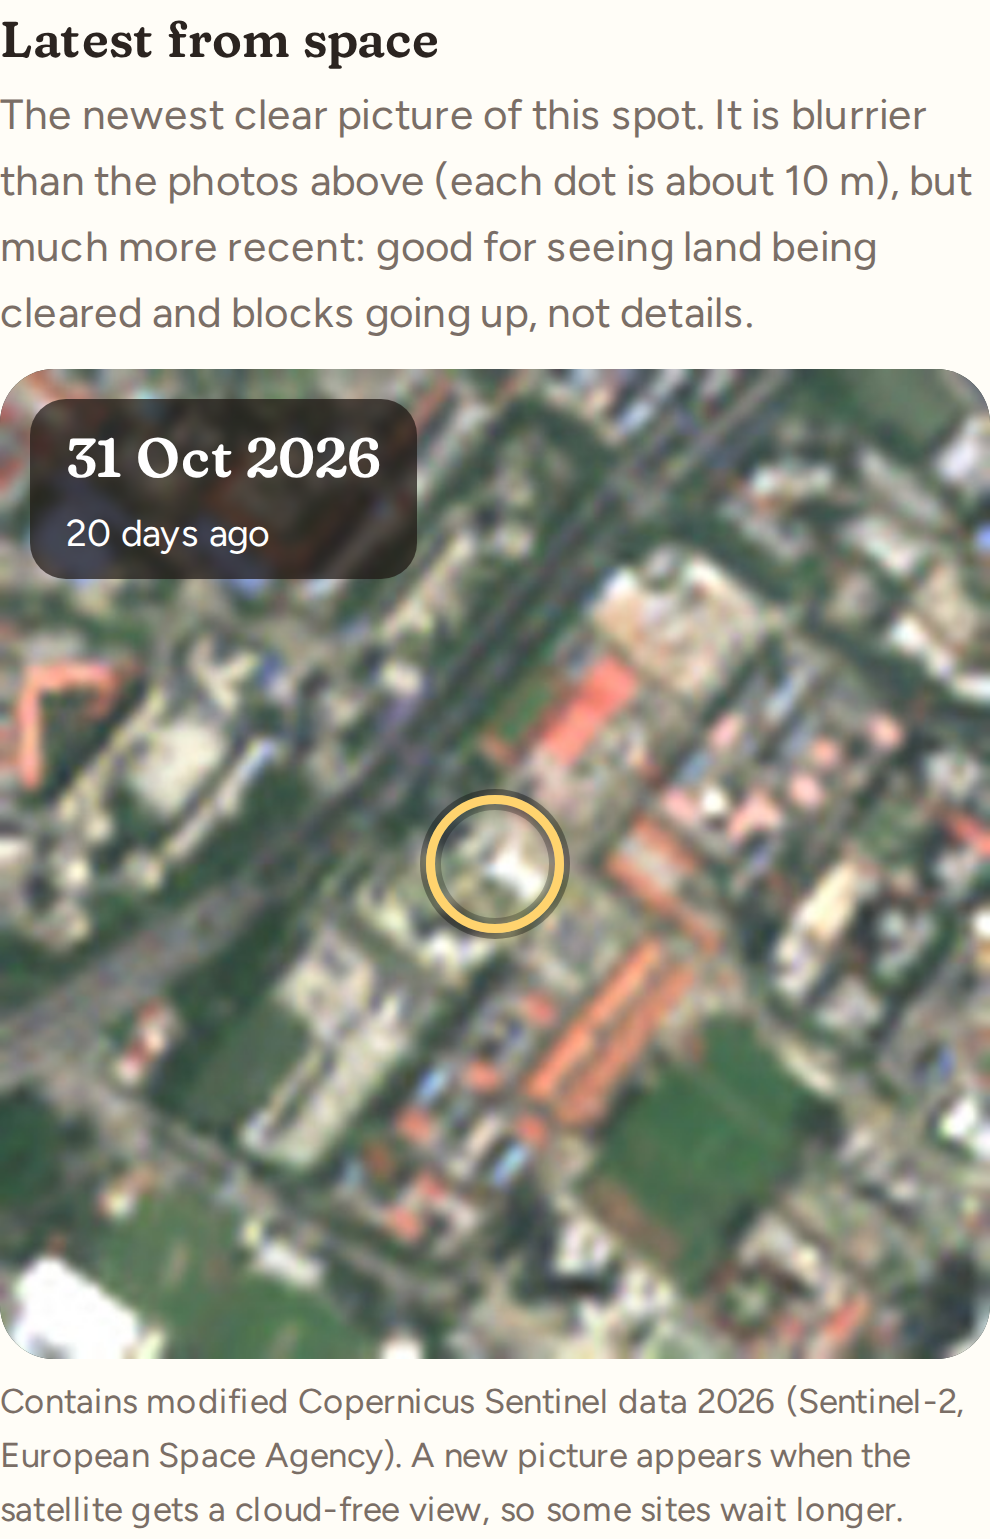 Latest from space
The newest clear picture of this spot. It is blurrier
than the photos above (each dot is about 10 m), but
much more recent: good for seeing land being
cleared and blocks going up, not details.
31 Oct 2026
20 days ago
Contains modified Copernicus Sentinel data 2026 (Sentinel-2,
European Space Agency). A new picture appears when the
satellite gets a cloud-free view, so some sites wait longer.